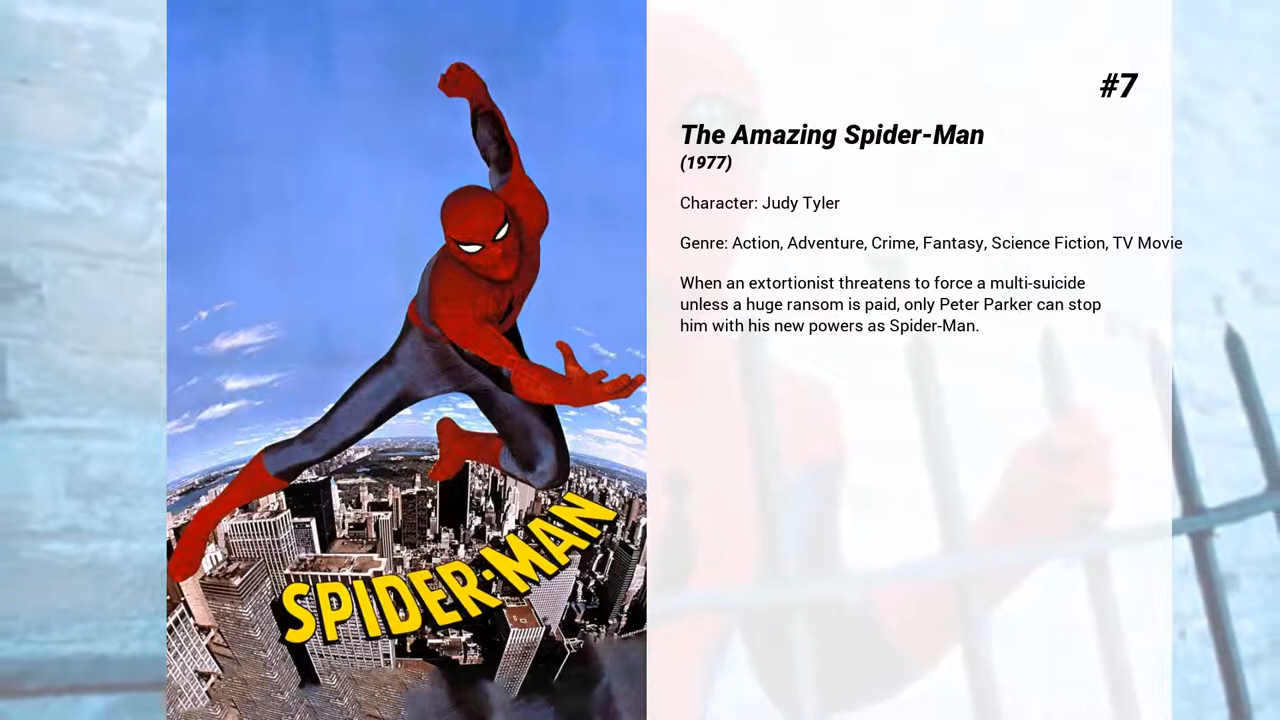 SPIDER-MAN
#7
The Amazing Spider-Man
(1977)
Character: Judy Tyler
Genre: Action, Adventure, Crime, Fantasy, Science Fiction, TV Movie
When an extortionist threatens to force a multi-suicide
unless a huge ransom is paid, only Peter Parker can stop
him with his new powers as Spider-Man.